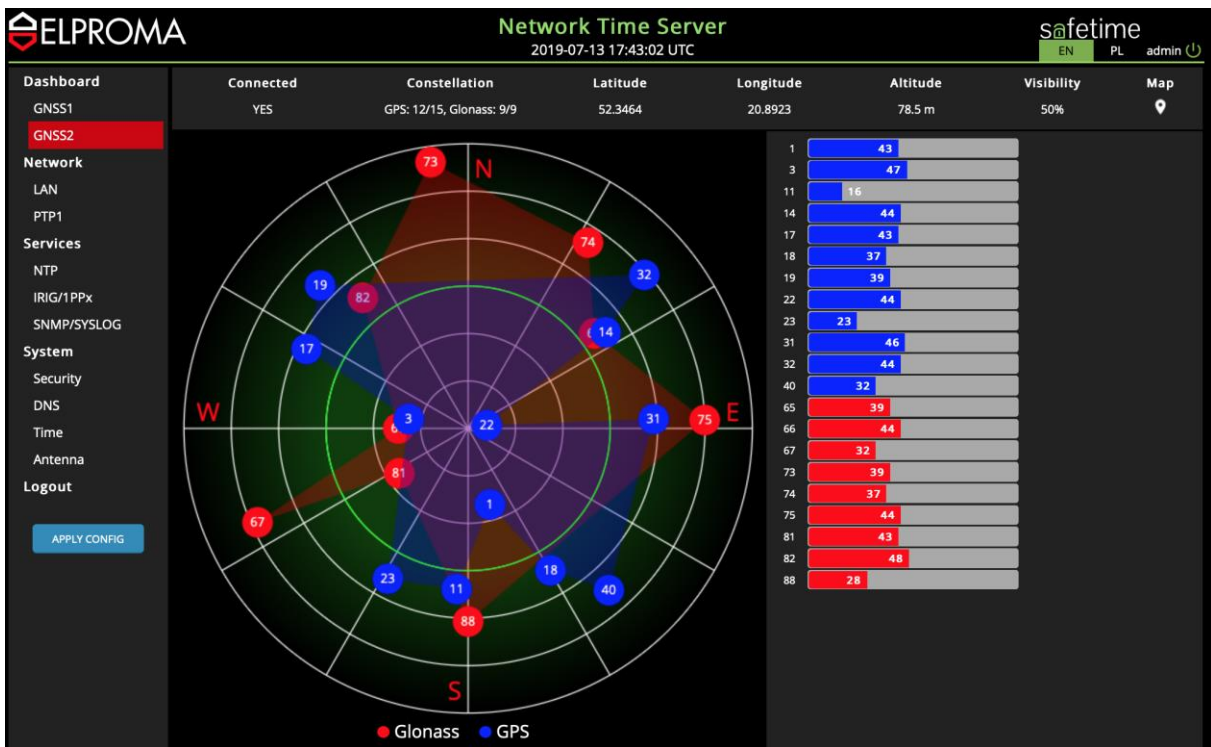 ELPROMA
Network Time Server
2019-07-13 17:43:02 UTC
safetime
EN PL admin
Dashboard
GNSS1
GNSS2
Network
LAN
PTP1
Services
NTP
IRIG/1PPx
SNMP/SYSLOG
System
Security
DNS
Time
Antenna
Logout
APPLY CONFIG
Connected Constellation Latitude Longitude Altitude Visibility Map
YES GPS: 12/15, Glonass: 9/9 52.3464 20.8923 78.5 m 50%
73
N
74
32
19
82
14
17
W
3
22
31
75
E
81
1
67
23
11
18
40
88
S
Glonass GPS
1 43
3 47
11 16
14 44
17 43
18 37
19 39
22 44
23 23
31 46
32 44
40 32
65 39
66 44
67 32
73 39
74 37
75 44
81 43
82 48
88 28